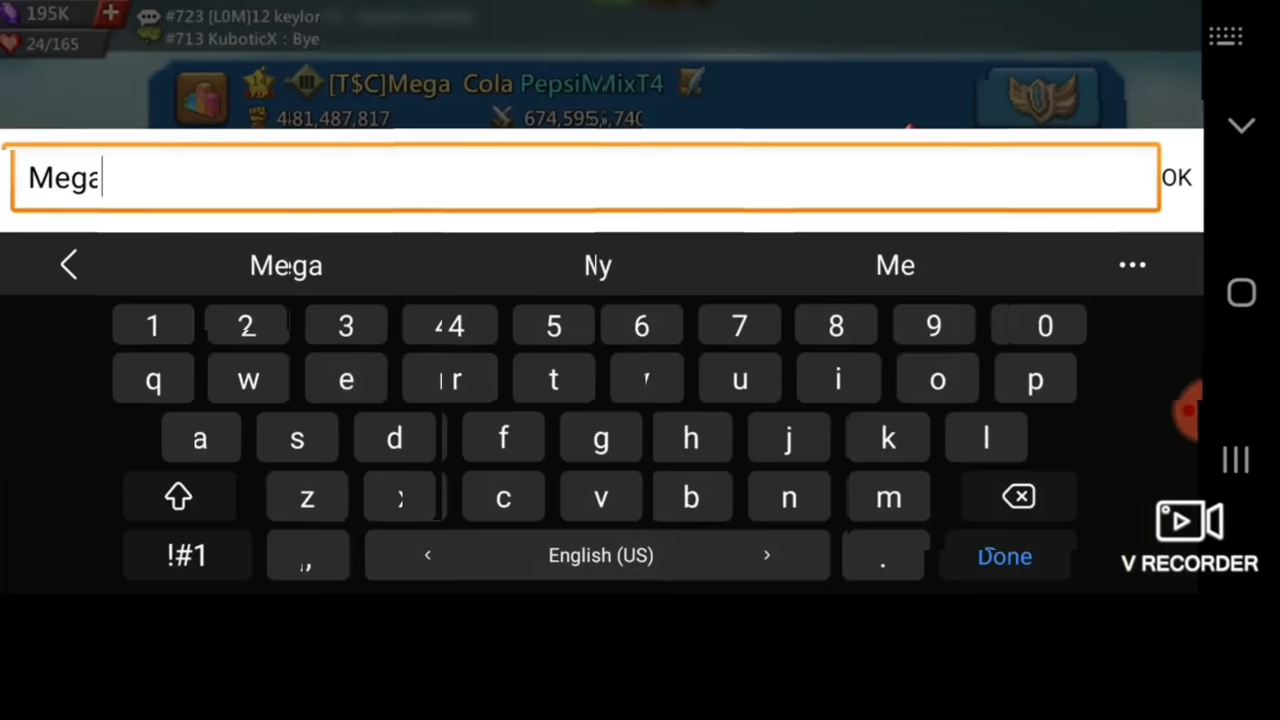 195K
#723 [L0M]12 keylor
24/165
#713 KuboticX : Bye
[T$C]Mega Cola PepsiMixT4
481,487,817
Mega
OK
Mega Ny Me ...
1 2 3 4 5 6 7 8 9 0
q w e r t u i o p
a s d f g h j k l
z c v b n m
!#1 , < English (US) > . Done
V RECORDER